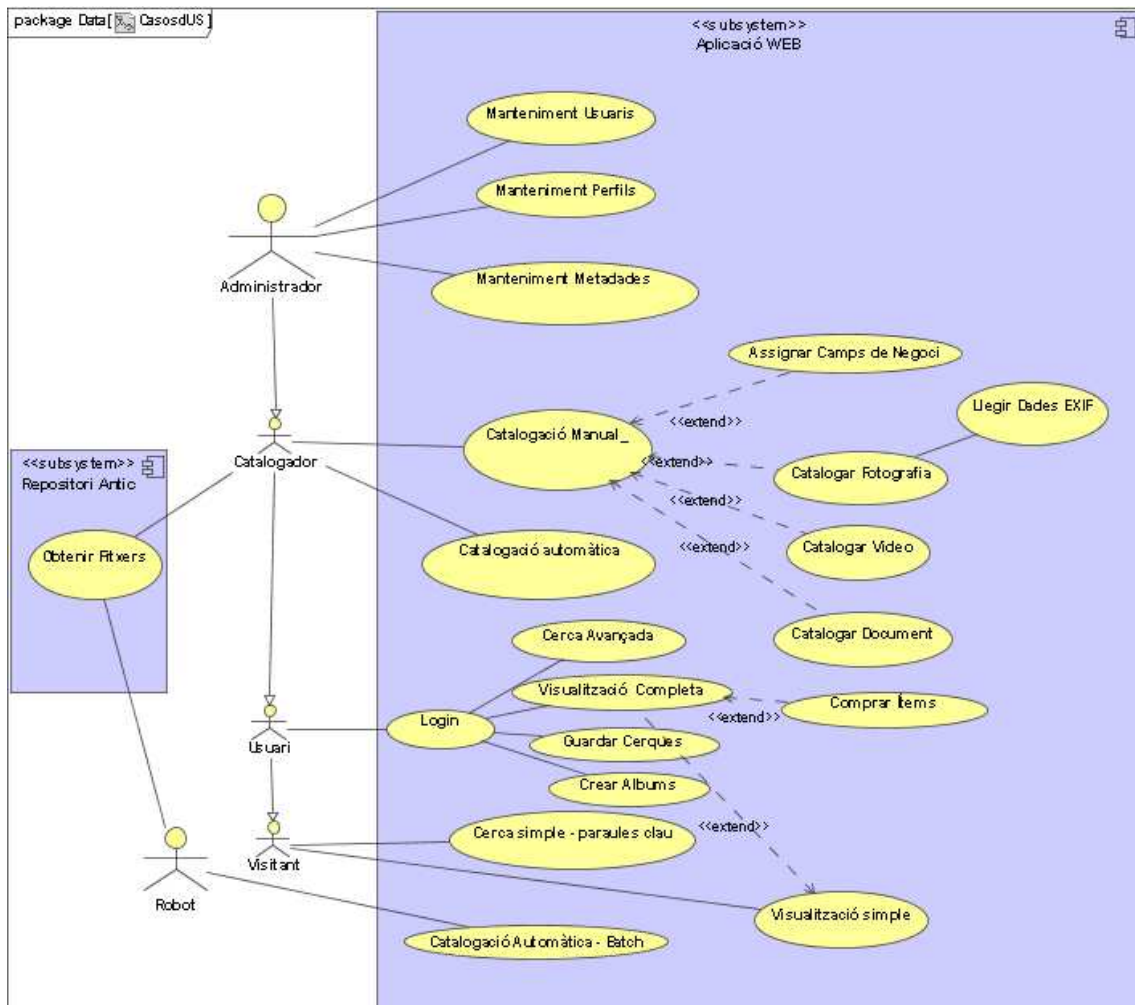 package Data[ CasosdUS ]
<<subsystem>>
Aplicació WEB
Manteniment Usuaris
Manteniment Perfils
Administrador
Manteniment Metadades
Assignar Camps de Negoci
Llegir Dades EXIF
<<extend>>
Catalogació Manual_
Catalogador
<<extend>>
<<subsystem>>
Repositori Antic
Catalogar Fotografia
<<extend>>
<<extend>>
Obtenir Fitxers
Catalogació automàtica
Catalogar Video
Cerca Avançada
Catalogar Document
Visualització Completa
Comprar Ítems
<<extend>>
Login
Usuari
Guardar Cerques
Crear Albums
<<extend>>
Cerca simple - paraules clau
Visitant
Robot
Visualització simple
Catalogació Automàtica - Batch